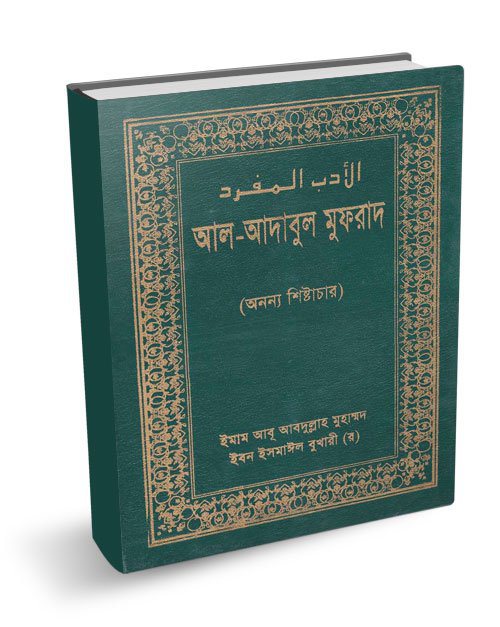 الأدب المفرد
আল-আদাবুল মুফরাদ
(অনন্য শিষ্টাচার)
ইমাম আবূ আবদুল্লাহ মুহাম্মদ
ইবন ইসমাঈল বুখারী (র)